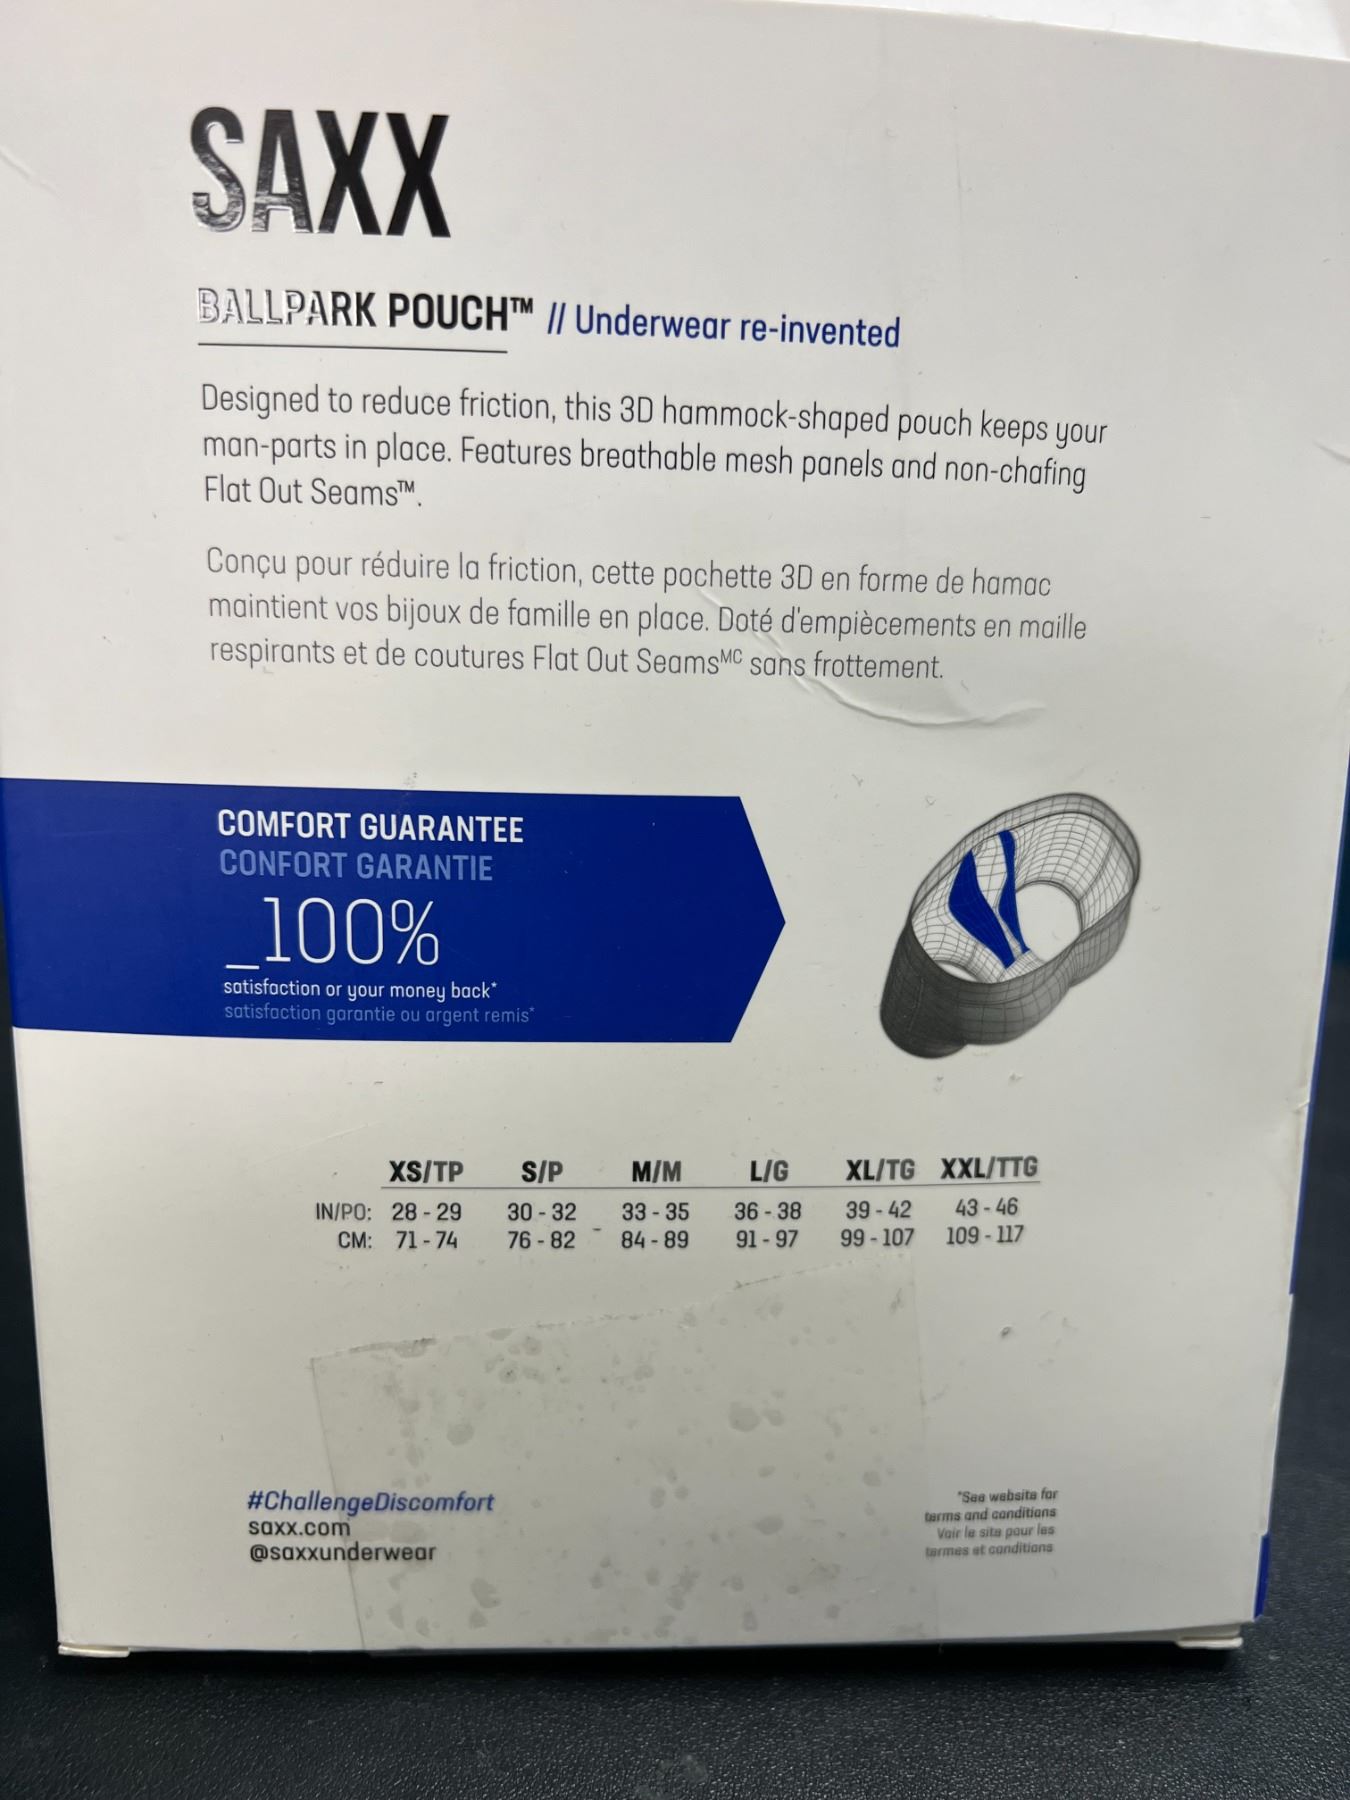 SAXX
BALLPARK POUCH™ // Underwear re-invented
Designed to reduce friction, this 3D hammock-shaped pouch keeps your
man-parts in place. Features breathable mesh panels and non-chafing
Flat Out Seams™.
Conçu pour réduire la friction, cette pochette 3D en forme de hamac
maintient vos bijoux de famille en place. Doté d'empiècements en maille
respirants et de coutures Flat Out Seamsᴹᶜ sans frottement.
COMFORT GUARANTEE
CONFORT GARANTIE
_100%
satisfaction or your money back*
satisfaction garantie ou argent remis*
XS/TP S/P M/M L/G XL/TG XXL/TTG
IN/PO: 28 - 29 30 - 32 33 - 35 36 - 38 39 - 42 43 - 46
CM: 71 - 74 76 - 82 84 - 89 91 - 97 99 - 107 109 - 117
#ChallengeDiscomfort
saxx.com
@saxxunderwear
*See website for
terms and conditions
Voir le site pour les
termes et conditions